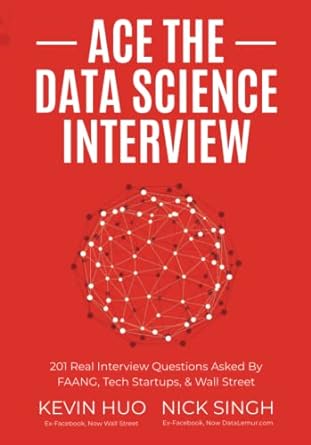 ACE THE
DATA SCIENCE
INTERVIEW
201 Real Interview Questions Asked By
FAANG, Tech Startups, & Wall Street
KEVIN HUO NICK SINGH
Ex-Facebook, Now Wall Street Ex-Facebook, Now DataLemur.com